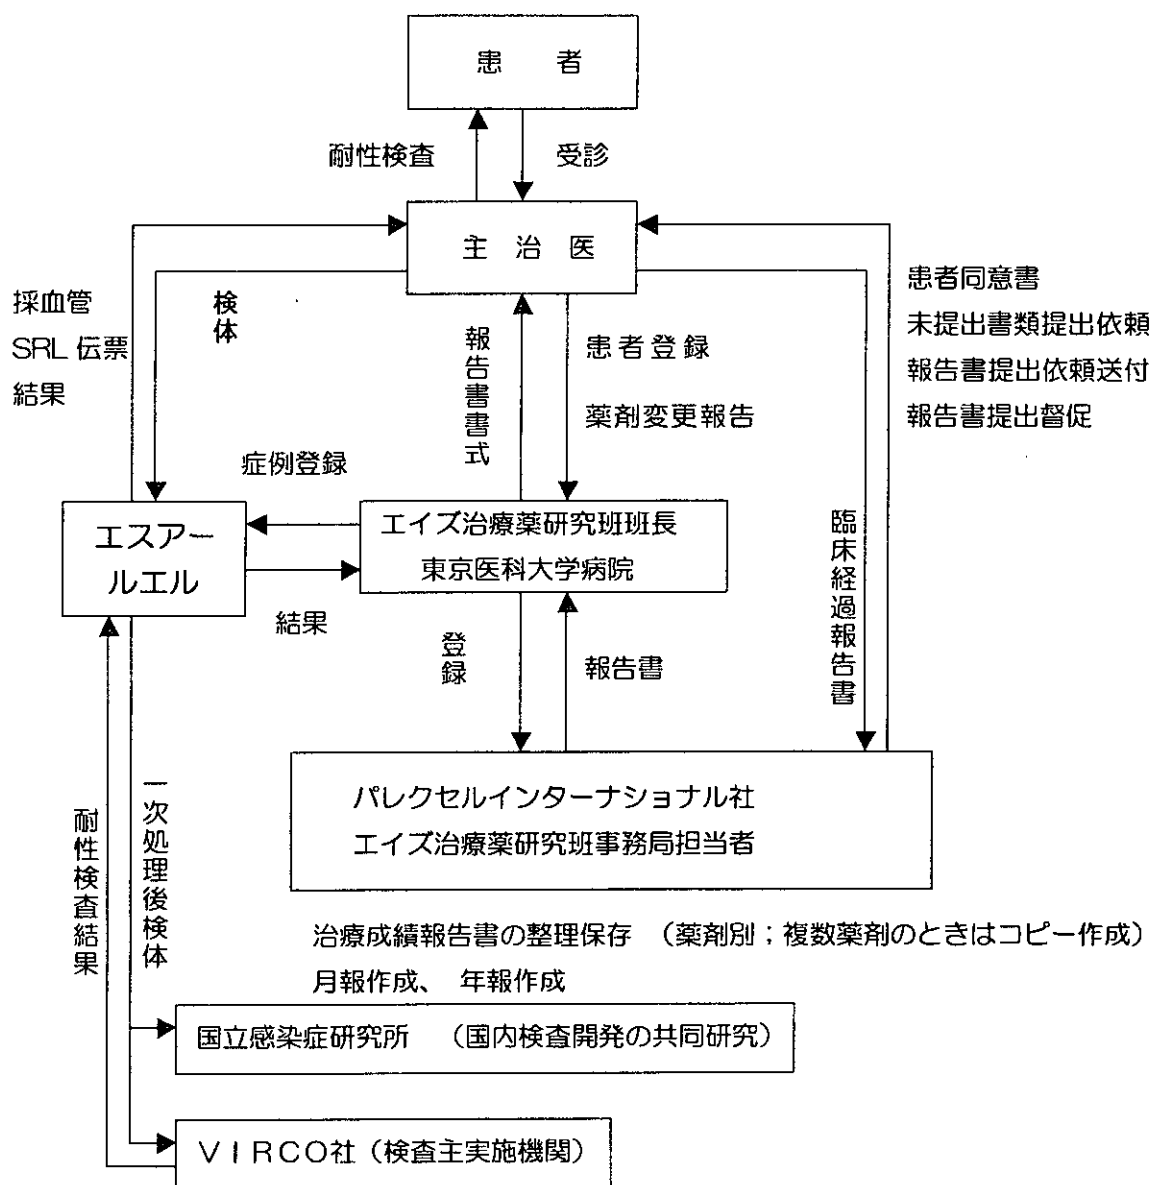 患 者
耐性検査
受診
主 治 医
採血管
SRL 伝票
結果
検体
報告書書式
患者登録
薬剤変更報告
患者同意書
未提出書類提出依頼
報告書提出依頼送付
報告書提出督促
症例登録
エスアー
ルエル
エイズ治療薬研究班班長
東京医科大学病院
結果
登録
報告書
臨床経過報告書
パレクセルインターナショナル社
エイズ治療薬研究班事務局担当者
耐性検査結果
一次処理後検体
治療成績報告書の整理保存 (薬剤別;複数薬剤のときはコピー作成)
月報作成、 年報作成
国立感染症研究所 (国内検査開発の共同研究)
VIRCO社(検査主実施機関)